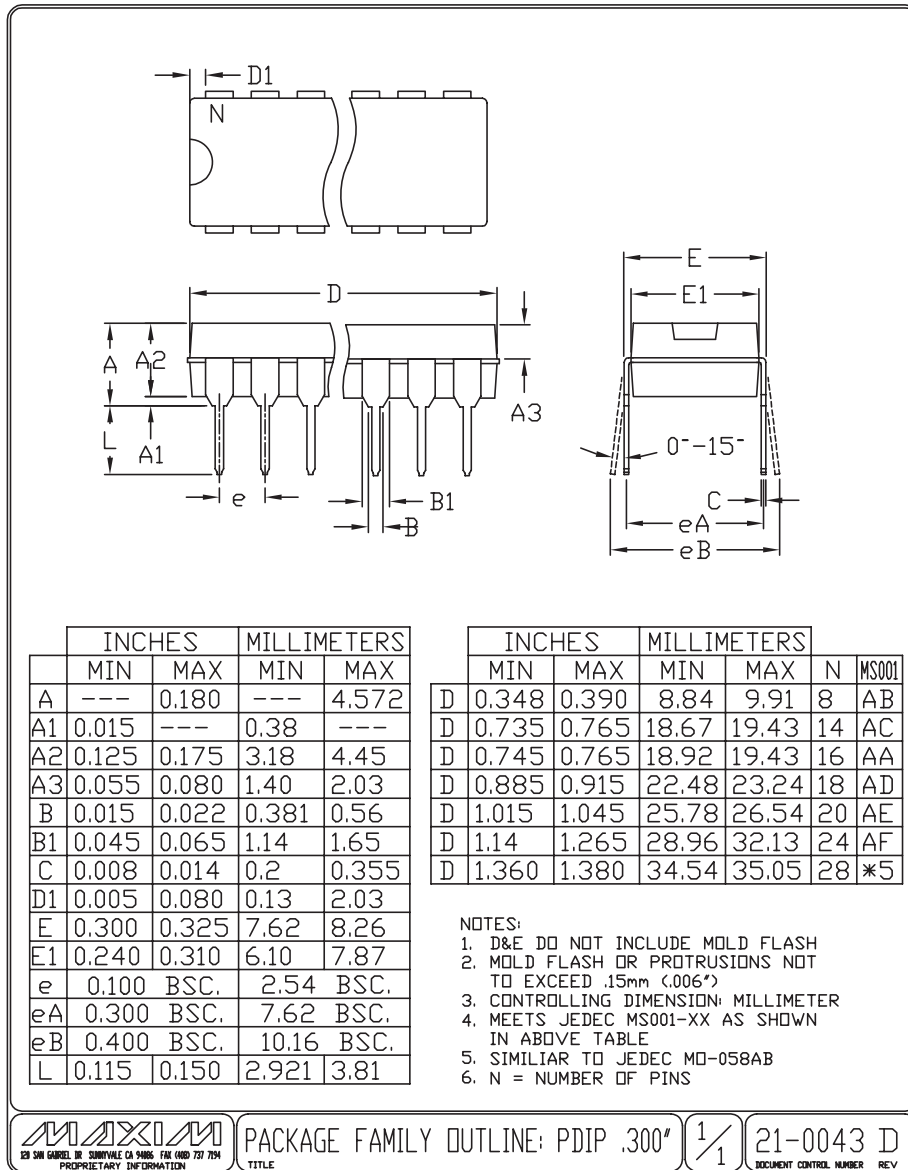 D1
N
D
E
E1
A
A2
A3
L
A1
0°-15°
e
B1
B
C
eA
eB
INCHES MILLIMETERS
MIN MAX MIN MAX
A --- 0.180 --- 4.572
A1 0.015 --- 0.38 ---
A2 0.125 0.175 3.18 4.45
A3 0.055 0.080 1.40 2.03
B 0.015 0.022 0.381 0.56
B1 0.045 0.065 1.14 1.65
C 0.008 0.014 0.2 0.355
D1 0.005 0.080 0.13 2.03
E 0.300 0.325 7.62 8.26
E1 0.240 0.310 6.10 7.87
e 0.100 BSC. 2.54 BSC.
eA 0.300 BSC. 7.62 BSC.
eB 0.400 BSC. 10.16 BSC.
L 0.115 0.150 2.921 3.81
INCHES MILLIMETERS
MIN MAX MIN MAX N MS001
D 0.348 0.390 8.84 9.91 8 AB
D 0.735 0.765 18.67 19.43 14 AC
D 0.745 0.765 18.92 19.43 16 AA
D 0.885 0.915 22.48 23.24 18 AD
D 1.015 1.045 25.78 26.54 20 AE
D 1.14 1.265 28.96 32.13 24 AF
D 1.360 1.380 34.54 35.05 28 *5
NOTES:
1. D&E DO NOT INCLUDE MOLD FLASH
2. MOLD FLASH OR PROTRUSIONS NOT
TO EXCEED .15mm (.006")
3. CONTROLLING DIMENSION: MILLIMETER
4. MEETS JEDEC MS001-XX AS SHOWN
IN ABOVE TABLE
5. SIMILIAR TO JEDEC MO-058AB
6. N = NUMBER OF PINS
MAXIM
120 SAN GABRIEL DR SUNNYVALE CA 94086 FAX (408) 737 7194
PROPRIETARY INFORMATION
PACKAGE FAMILY OUTLINE: PDIP .300"
TITLE
1/1
21-0043 D
DOCUMENT CONTROL NUMBER REV